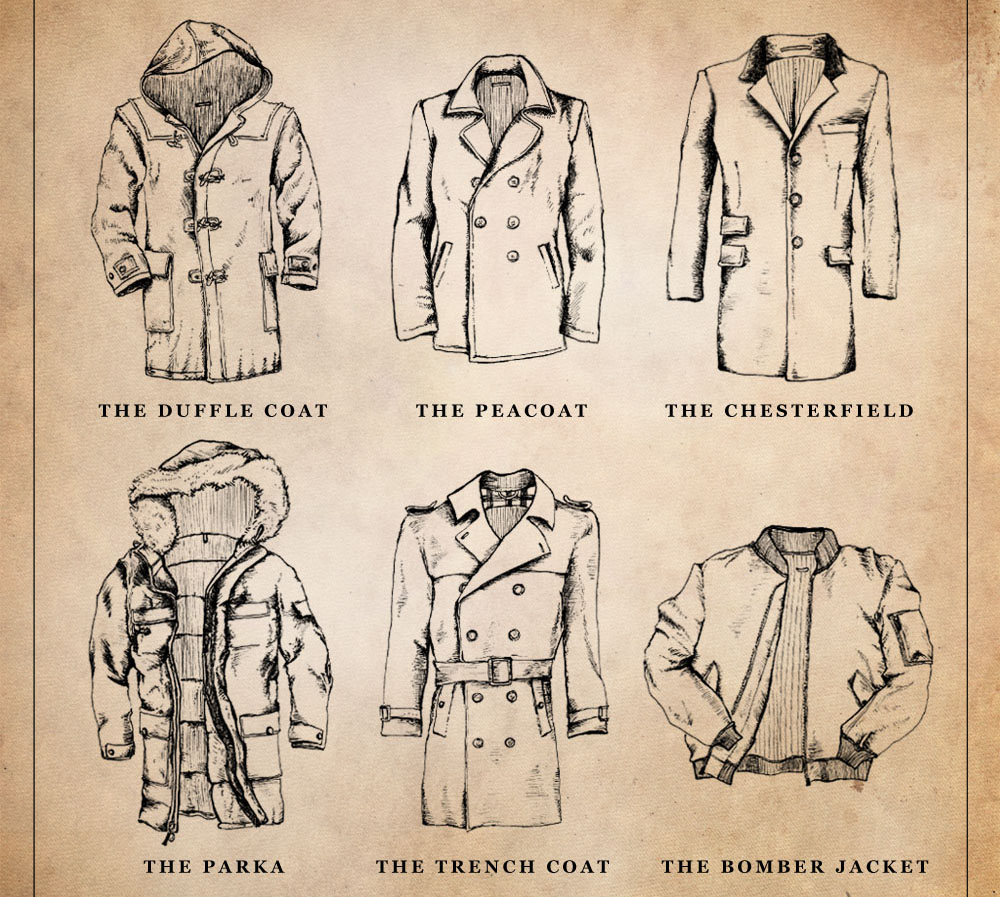 THE DUFFLE COAT
THE PEACOAT
THE CHESTERFIELD
THE PARKA
THE TRENCH COAT
THE BOMBER JACKET